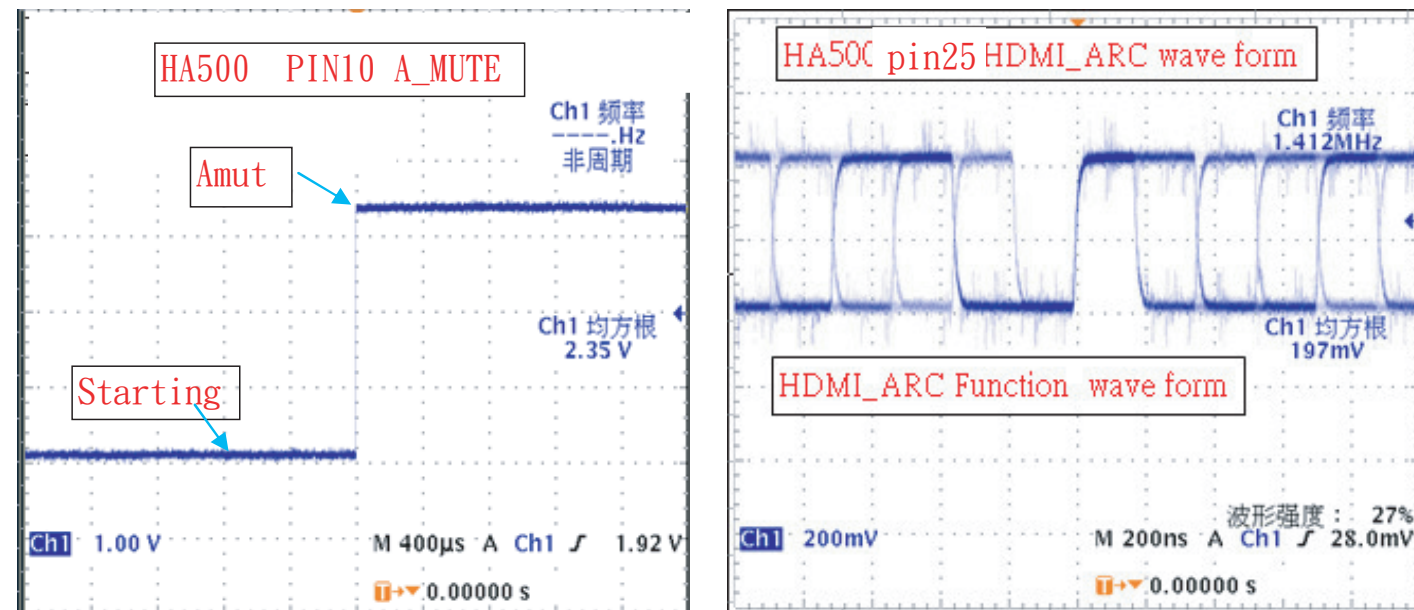 HA500 PIN10 A_MUTE
Ch1 频率
----.Hz
非周期
Amut
Ch1 均方根
2.35 V
Starting
Ch1 1.00 V M 400µs A Ch1 1.92 V
T 0.00000 s
HA500 pin25 HDMI_ARC wave form
Ch1 频率
1.412MHz
Ch1 均方根
197mV
HDMI_ARC Function wave form
波形强度： 27%
Ch1 200mV M 200ns A Ch1 28.0mV
T 0.00000 s